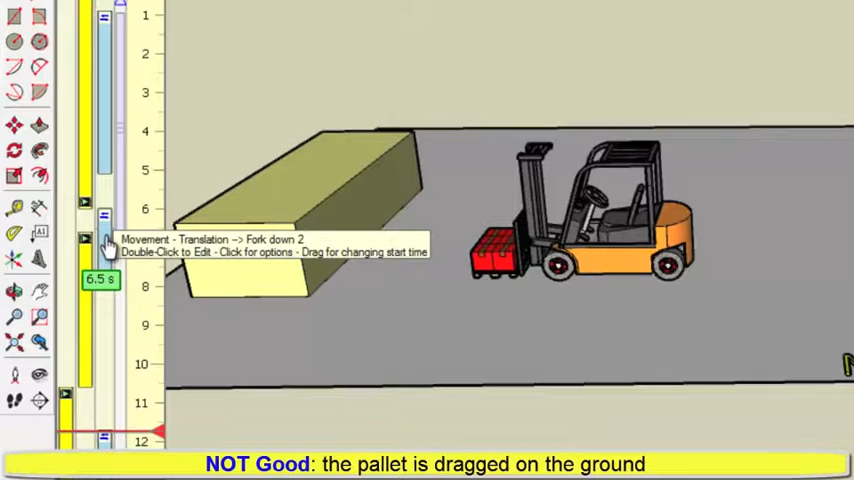 1
2
3
4
5
6
Movement - Translation --> Fork down 2
Double-Click to Edit - Click for options - Drag for changing start time
6.5 s
8
9
10
11
12
NOT Good: the pallet is dragged on the ground